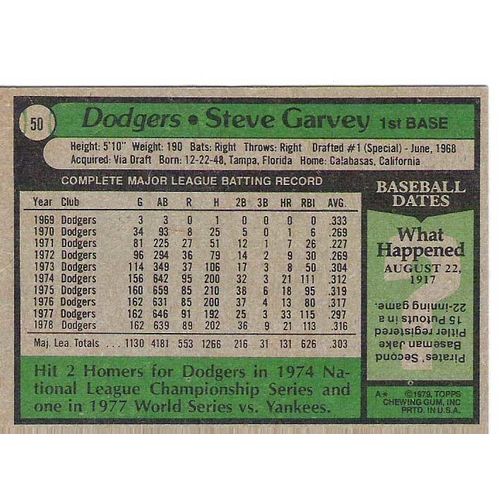 50
Dodgers • Steve Garvey 1st BASE
Height: 5'10" Weight: 190 Bats: Right Throws: Right Drafted #1 (Special) - June, 1968
Acquired: Via Draft Born: 12-22-48, Tampa, Florida Home: Calabasas, California
COMPLETE MAJOR LEAGUE BATTING RECORD
Year Club G AB R H 2B 3B HR RBI AVG.
1969 Dodgers 3 3 0 1 0 0 0 0 .333
1970 Dodgers 34 93 8 25 5 0 1 6 .269
1971 Dodgers 81 225 27 51 12 1 7 26 .227
1972 Dodgers 96 294 36 79 14 2 9 30 .269
1973 Dodgers 114 349 37 106 17 3 8 50 .304
1974 Dodgers 156 642 95 200 32 3 21 111 .312
1975 Dodgers 160 659 85 210 38 6 18 95 .319
1976 Dodgers 162 631 85 200 37 4 13 80 .317
1977 Dodgers 162 646 91 192 25 3 33 115 .297
1978 Dodgers 162 639 89 202 36 9 21 113 .316
Maj. Lea. Totals ... 1130 4181 553 1266 216 31 131 626 .303
Hit 2 Homers for Dodgers in 1974 Na-
tional League Championship Series and
one in 1977 World Series vs. Yankees.
BASEBALL
DATES
What
Happened
AUGUST 22,
1917
Pirates, Second
Baseman Jake
Pitler registered
15 Putouts in a
22-inning game.
A* ©1979, TOPPS
CHEWING GUM, INC
PRTD. IN U.S.A.